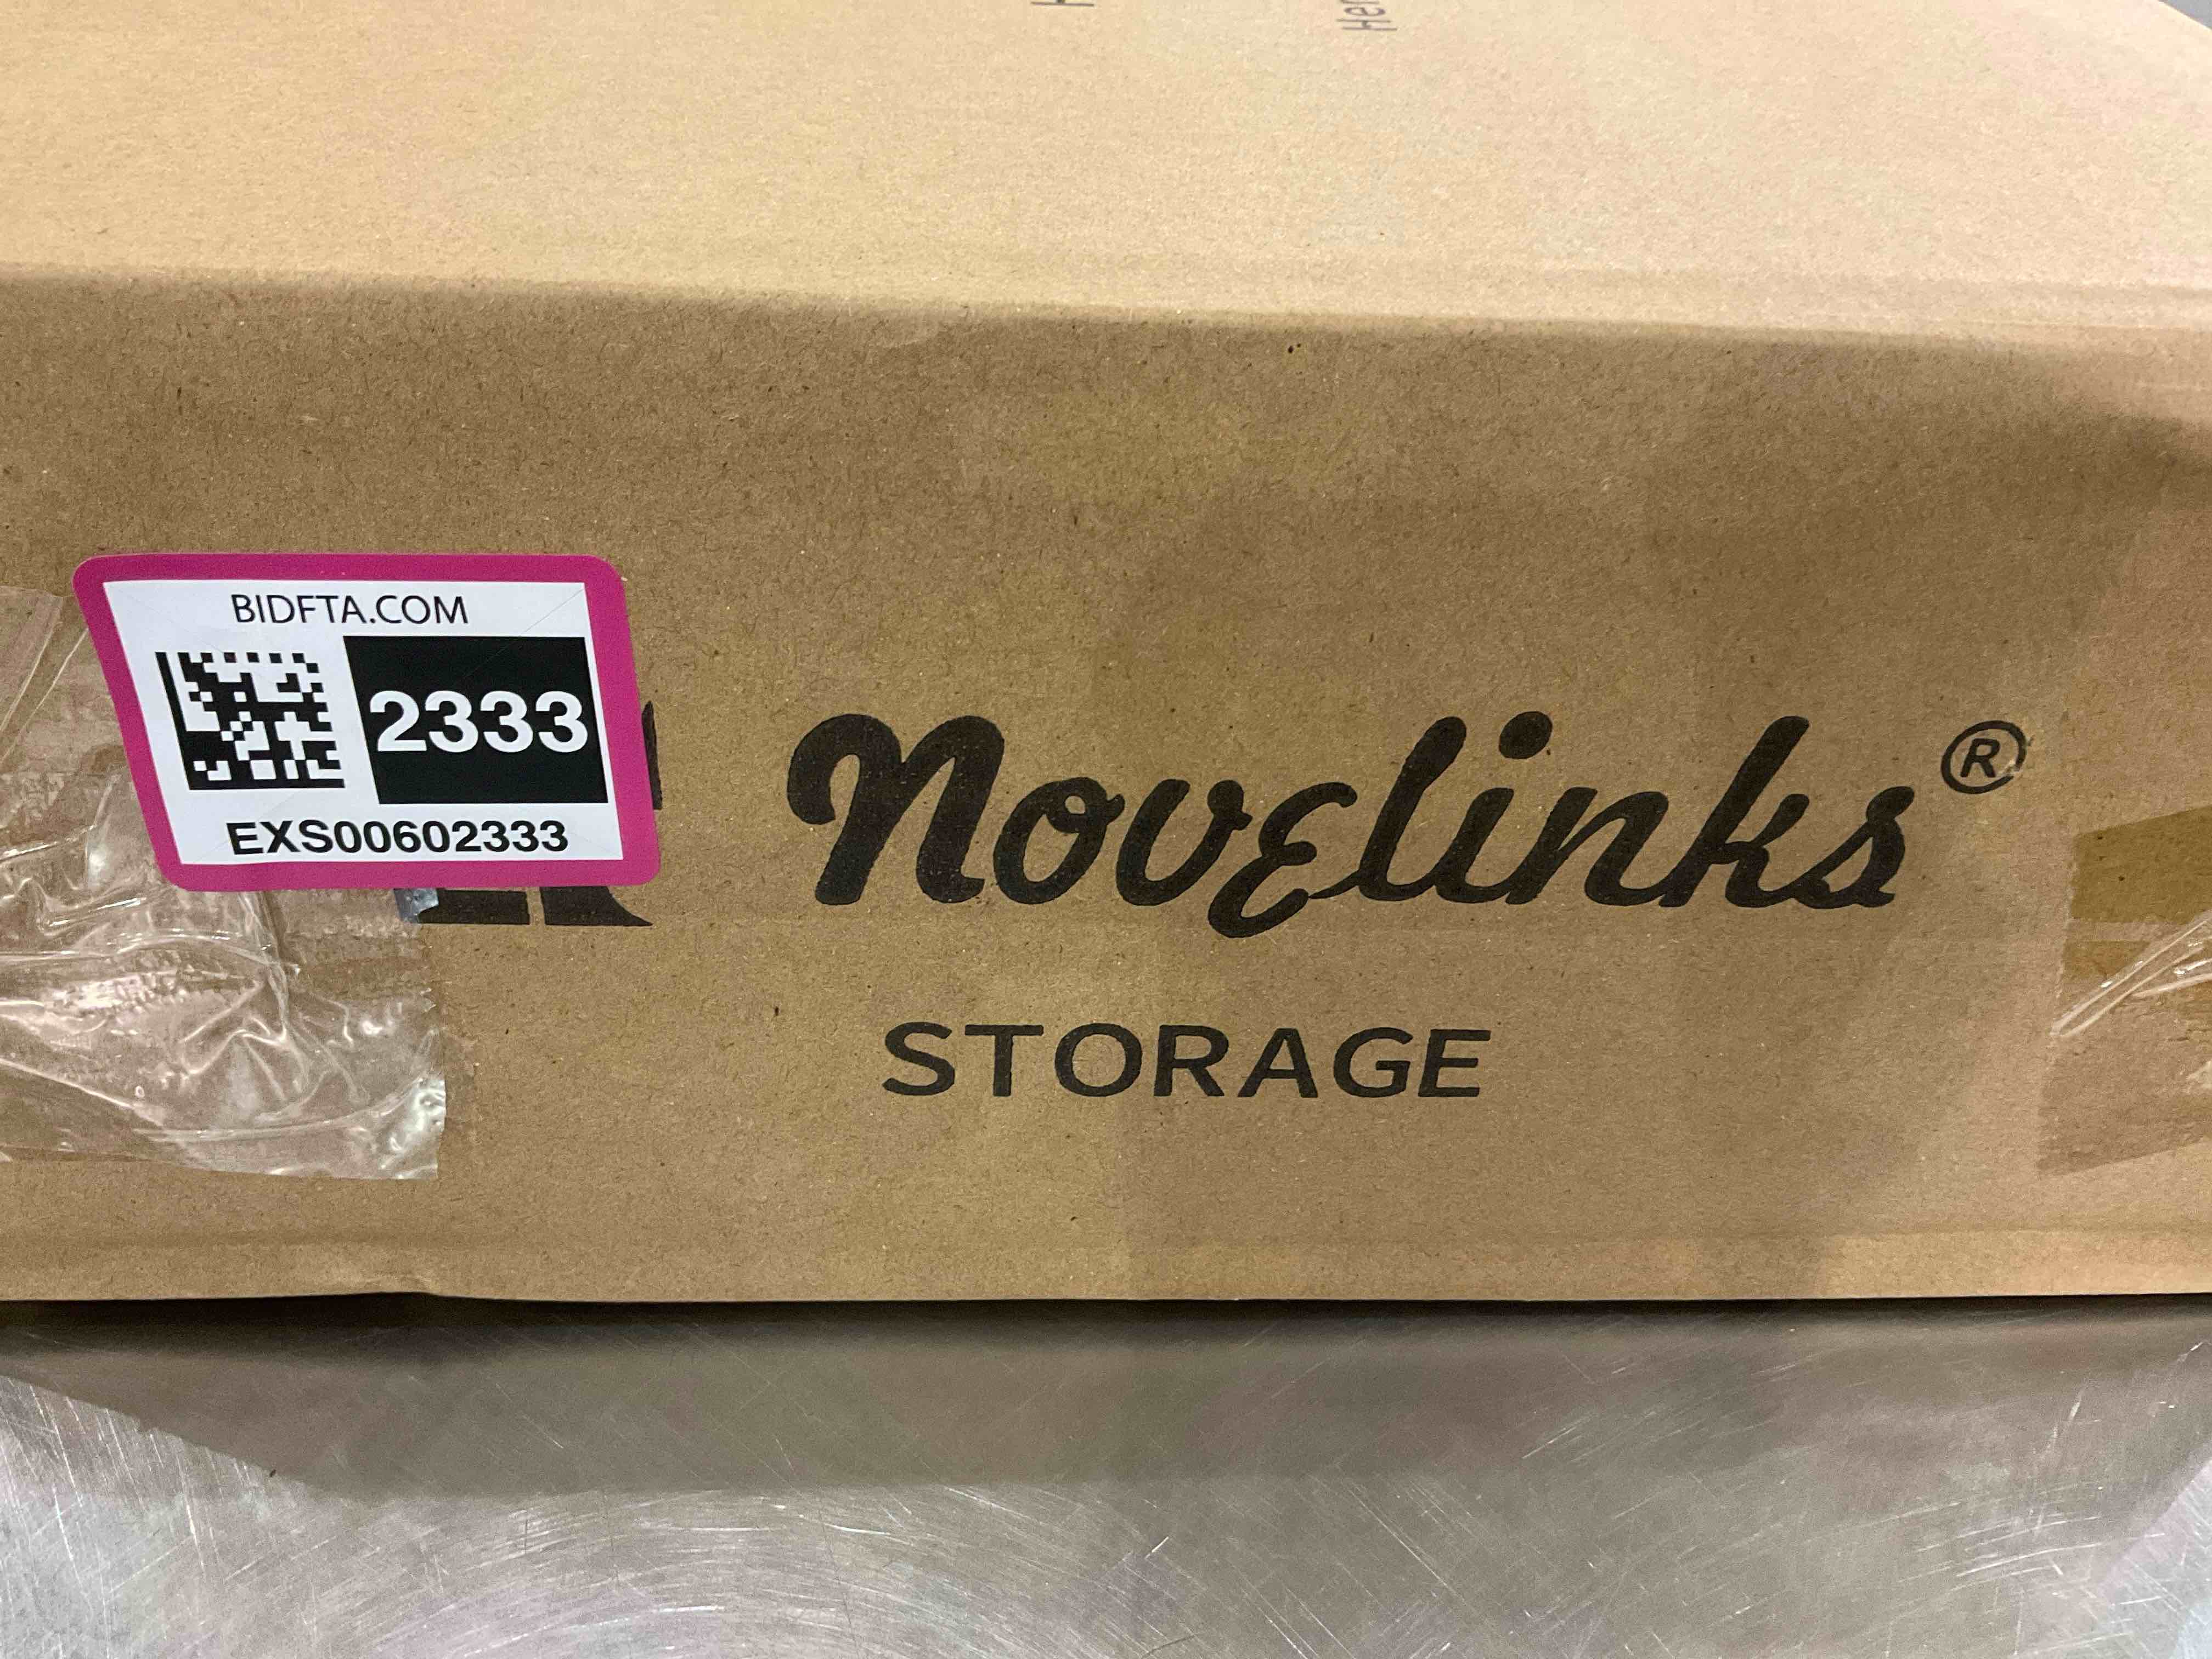 BIDFTA.COM
2333
EXS00602333
Novelinks®
STORAGE